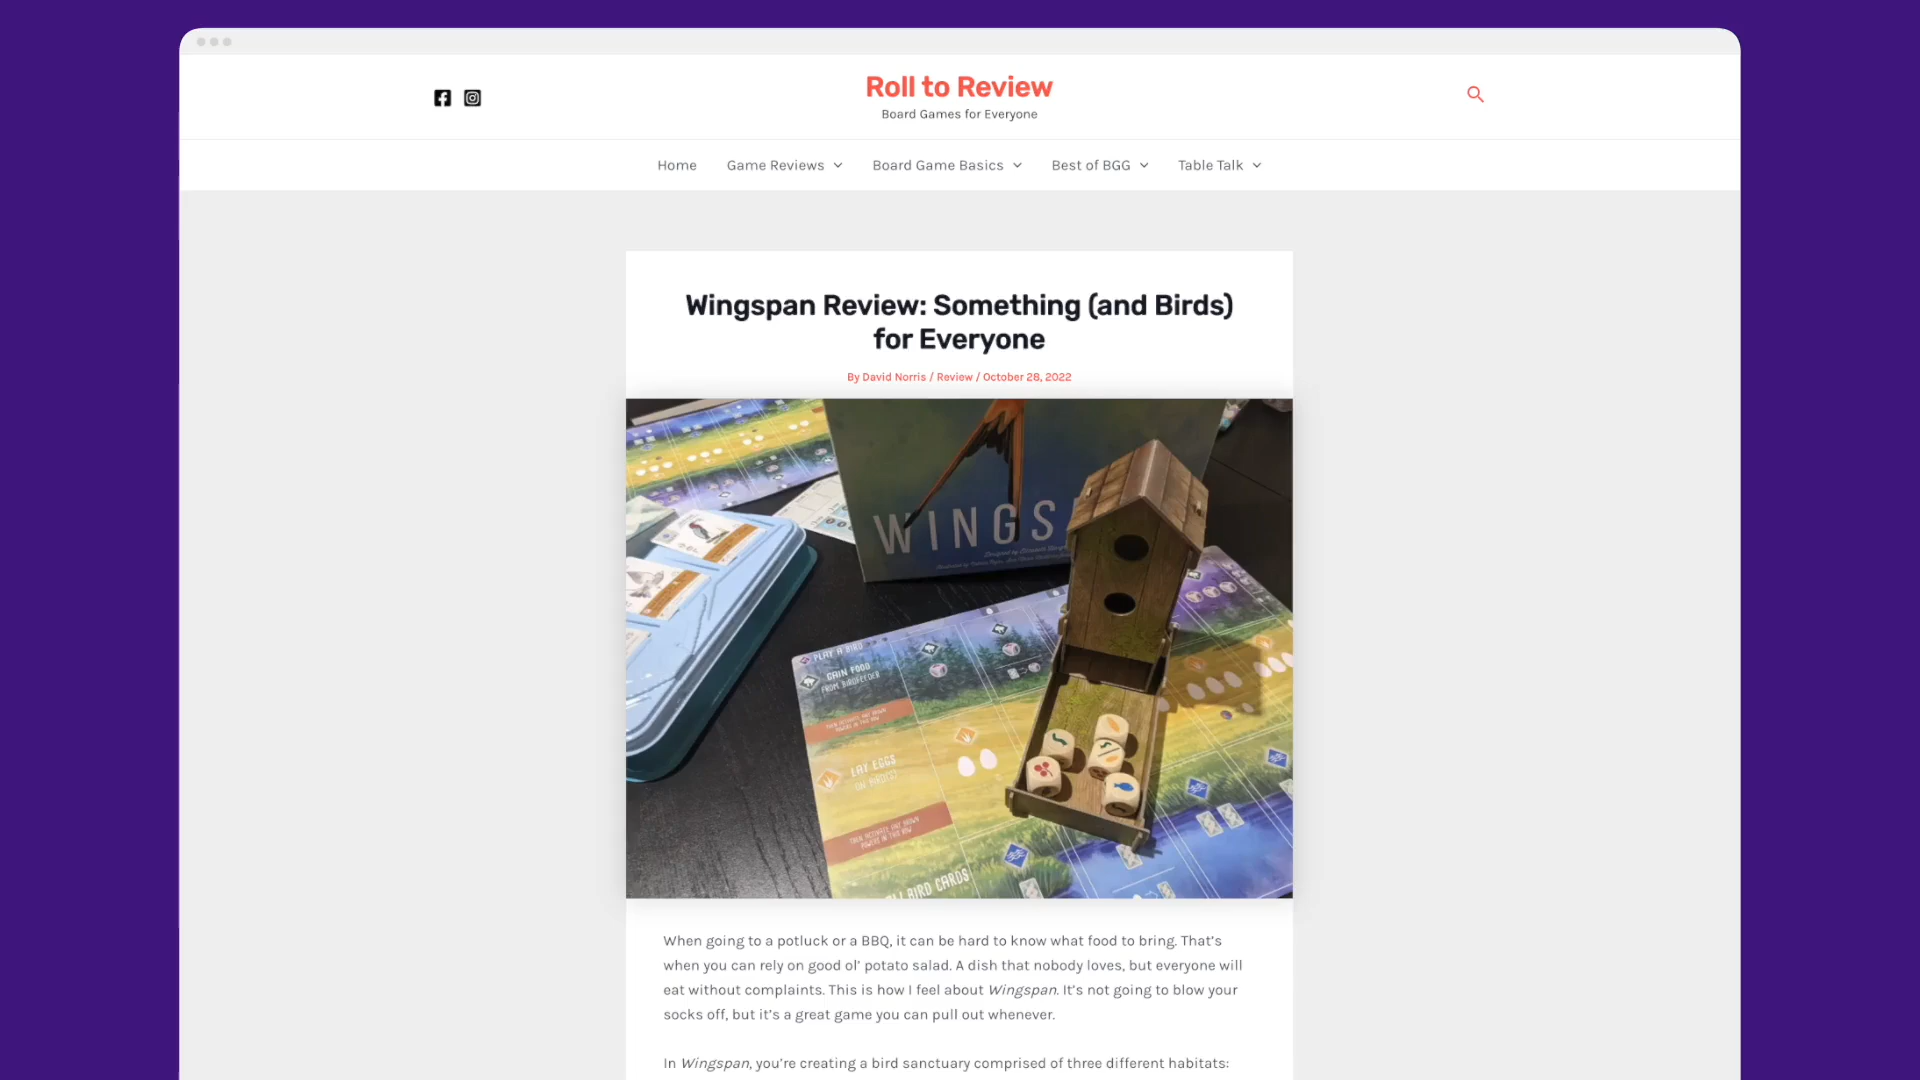 Roll to Review
Board Games for Everyone
Home
Game Reviews
Board Game Basics
Best of BGG
Table Talk
Wingspan Review: Something (and Birds)
for Everyone
By David Norris / Review / October 28, 2022
WINGS
PLAY A BIRD
GAIN FOOD
FROM BIRDFEEDER
LAY EGGS
ON BIRDS
BIRD CARDS
When going to a potluck or a BBQ, it can be hard to know what food to bring. That’s
when you can rely on good ol’ potato salad. A dish that nobody loves, but everyone will
eat without complaints. This is how I feel about Wingspan. It’s not going to blow your
socks off, but it’s a great game you can pull out whenever.
In Wingspan, you’re creating a bird sanctuary comprised of three different habitats: